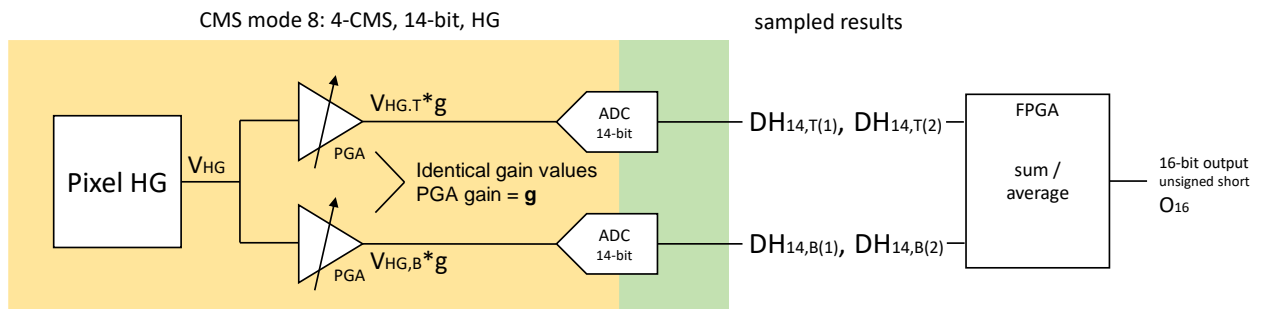 CMS mode 8: 4-CMS, 14-bit, HG
sampled results
Pixel HG
VHG
VHG.T*g
PGA
ADC
14-bit
DH14,T(1), DH14,T(2)
Identical gain values
PGA gain = g
VHG,B*g
PGA
ADC
14-bit
DH14,B(1), DH14,B(2)
FPGA
sum /
average
16-bit output
unsigned short
O16